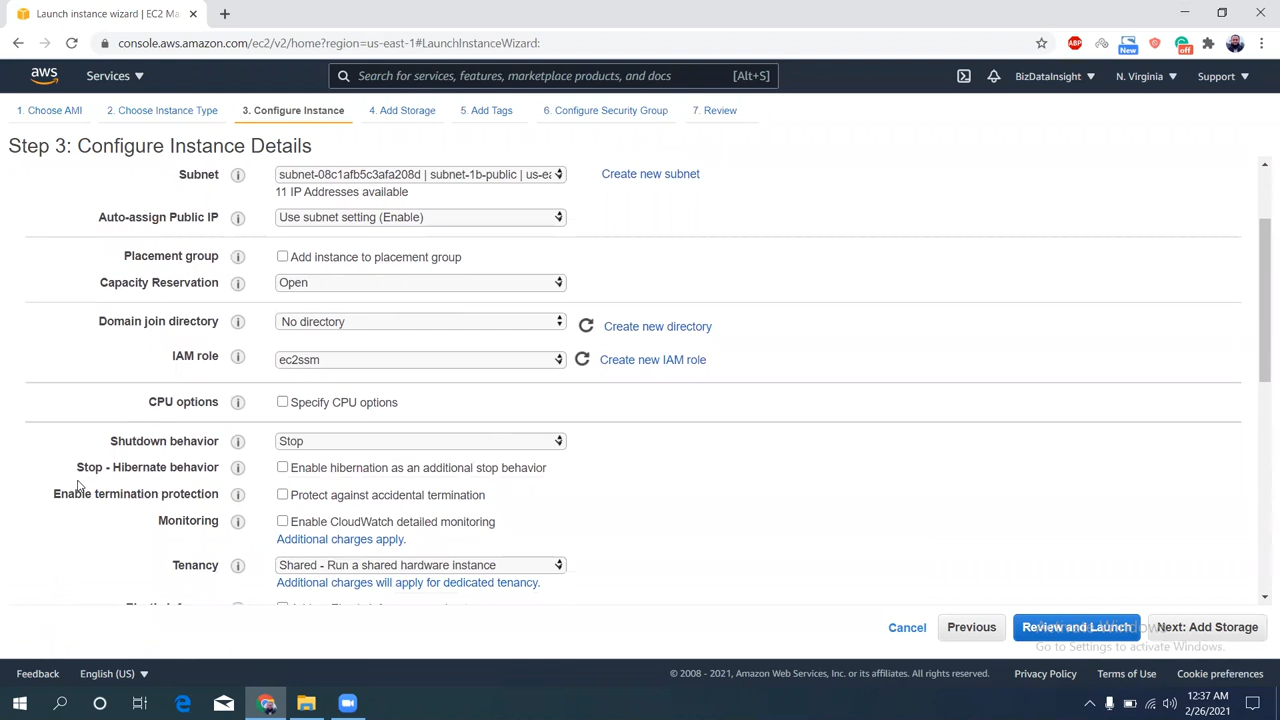 Launch instance wizard | EC2 Ma
console.aws.amazon.com/ec2/v2/home?region=us-east-1#LaunchInstanceWizard:
ABP
New
off
aws
Services
Search for services, features, marketplace products, and docs
[Alt+S]
BizDataInsight
N. Virginia
Support
1. Choose AMI
2. Choose Instance Type
3. Configure Instance
4. Add Storage
5. Add Tags
6. Configure Security Group
7. Review
Step 3: Configure Instance Details
Subnet
subnet-08c1afb5c3afa208d | subnet-1b-public | us-ea
Create new subnet
11 IP Addresses available
Auto-assign Public IP
Use subnet setting (Enable)
Placement group
Add instance to placement group
Capacity Reservation
Open
Domain join directory
No directory
Create new directory
IAM role
ec2ssm
Create new IAM role
CPU options
Specify CPU options
Shutdown behavior
Stop
Stop - Hibernate behavior
Enable hibernation as an additional stop behavior
Enable termination protection
Protect against accidental termination
Monitoring
Enable CloudWatch detailed monitoring
Additional charges apply.
Tenancy
Shared - Run a shared hardware instance
Additional charges will apply for dedicated tenancy.
Cancel
Previous
Review and Launch
Next: Add Storage
Activate Windows
Go to Settings to activate Windows.
Feedback
English (US)
© 2008 - 2021, Amazon Web Services, Inc. or its affiliates. All rights reserved.
Privacy Policy
Terms of Use
Cookie preferences
12:37 AM
2/26/2021